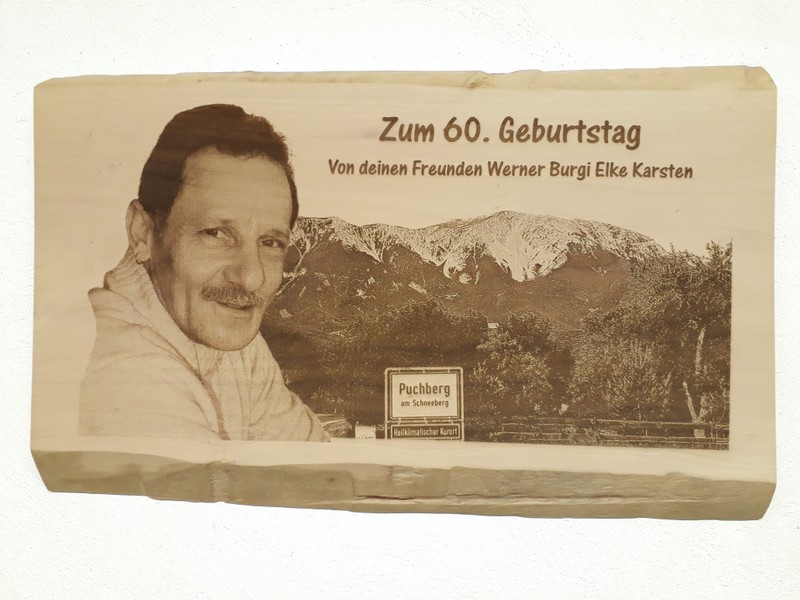 Zum 60. Geburtstag
Von deinen Freunden Werner Burgi Elke Karsten
Puchberg
am Schneeberg
Heilklimatischer Kurort